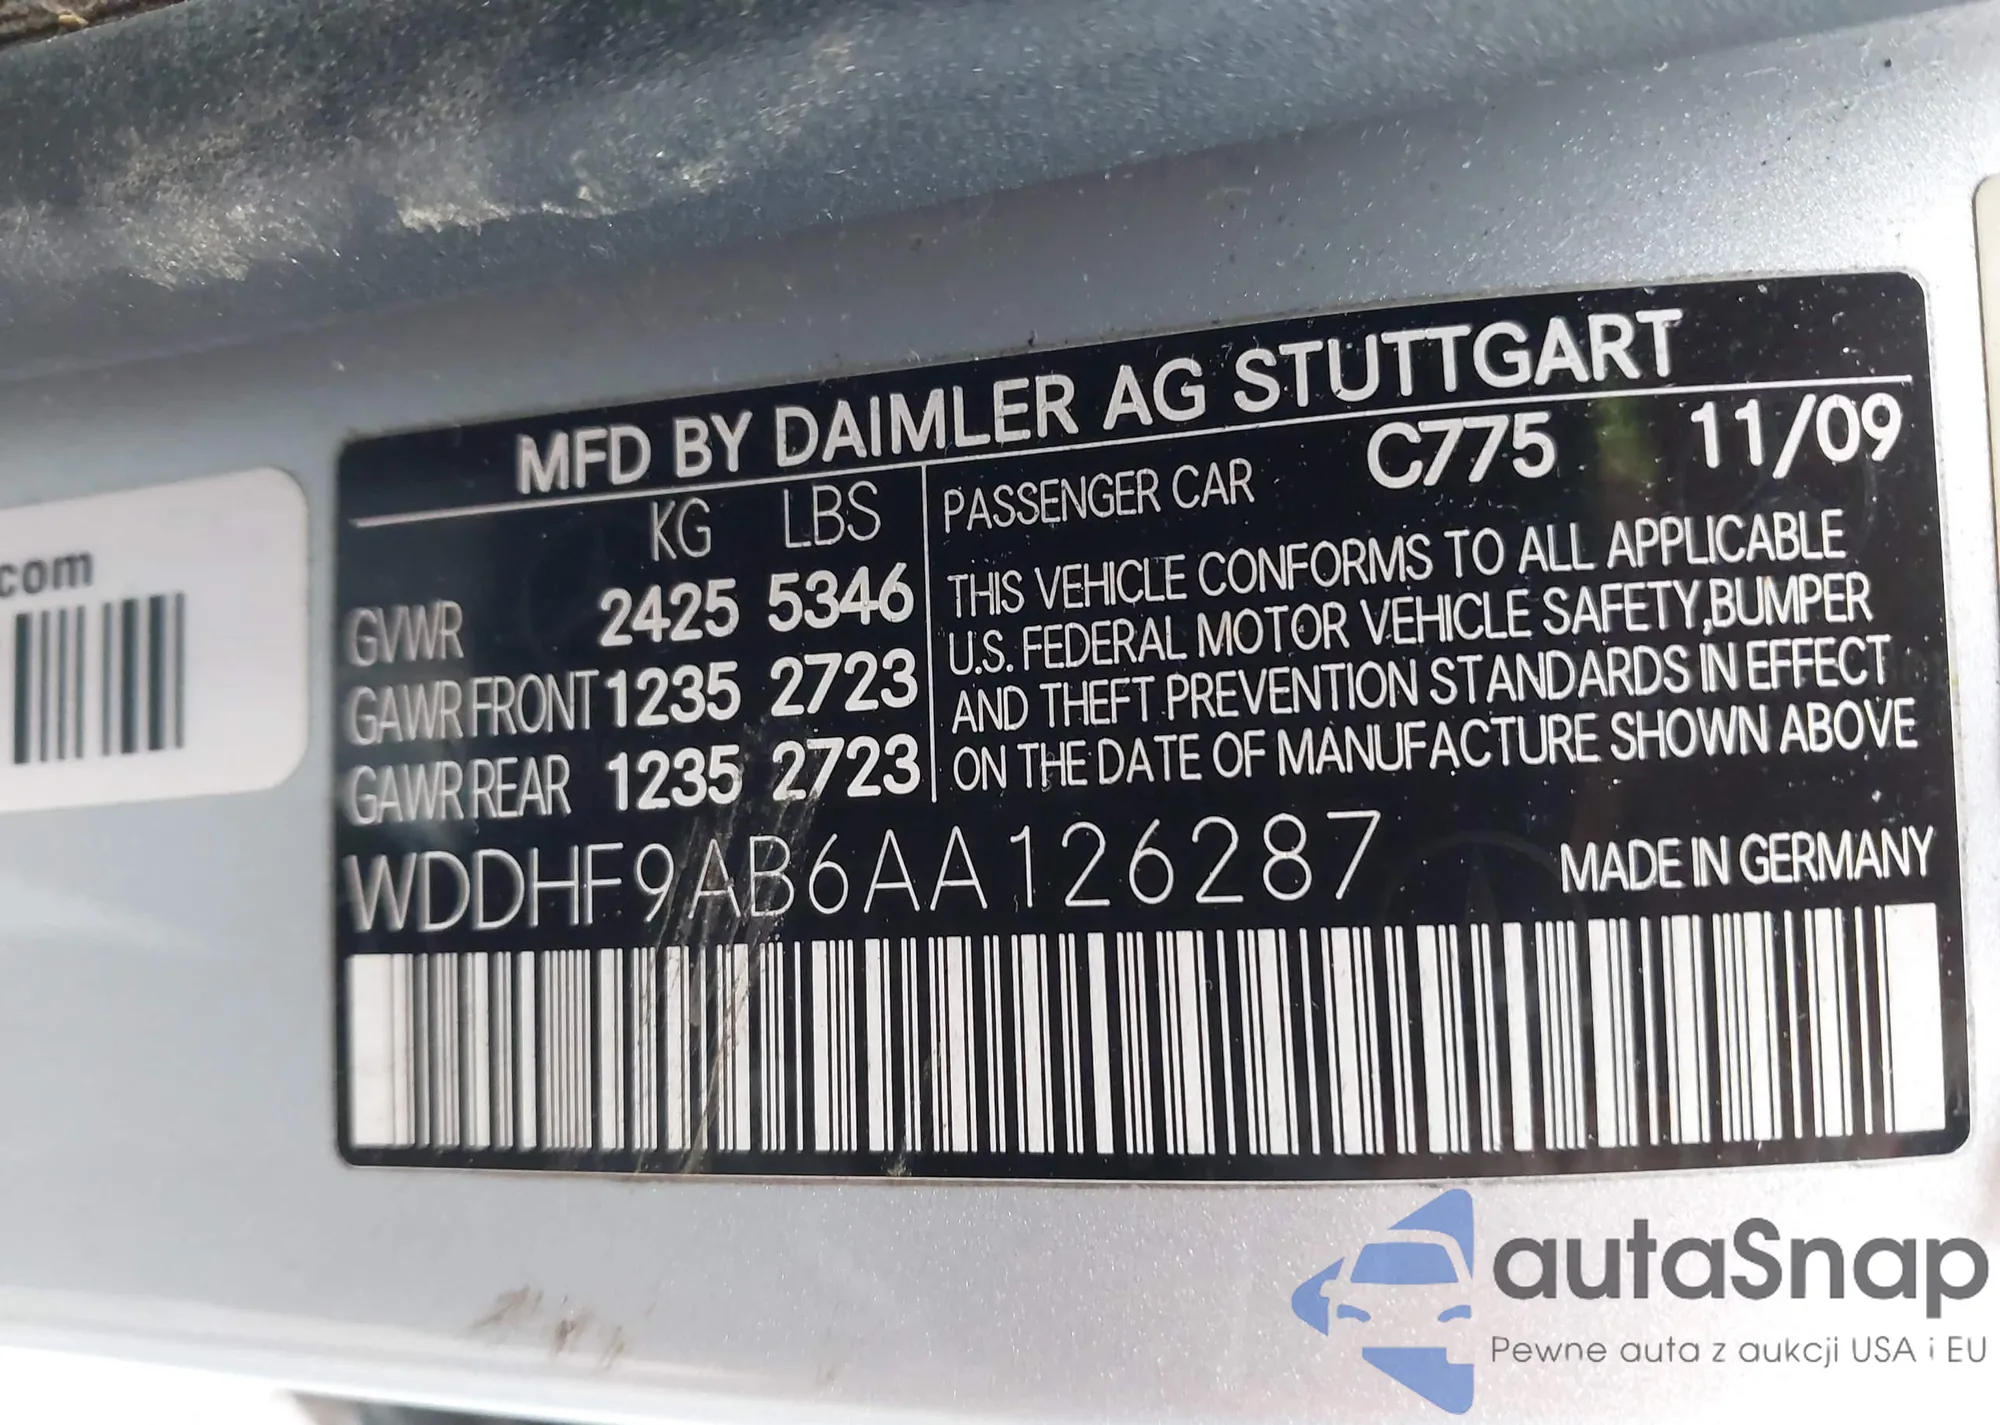 MFD BY DAIMLER AG STUTTGART
KG LBS
GVWR 2425 5346
GAWR FRONT 1235 2723
GAWR REAR 1235 2723
PASSENGER CAR C775 11/09
THIS VEHICLE CONFORMS TO ALL APPLICABLE
U.S. FEDERAL MOTOR VEHICLE SAFETY,BUMPER
AND THEFT PREVENTION STANDARDS IN EFFECT
ON THE DATE OF MANUFACTURE SHOWN ABOVE
WDDHF9AB6AA126287 MADE IN GERMANY
com
autaSnap
Pewne auta z aukcji USA i EU